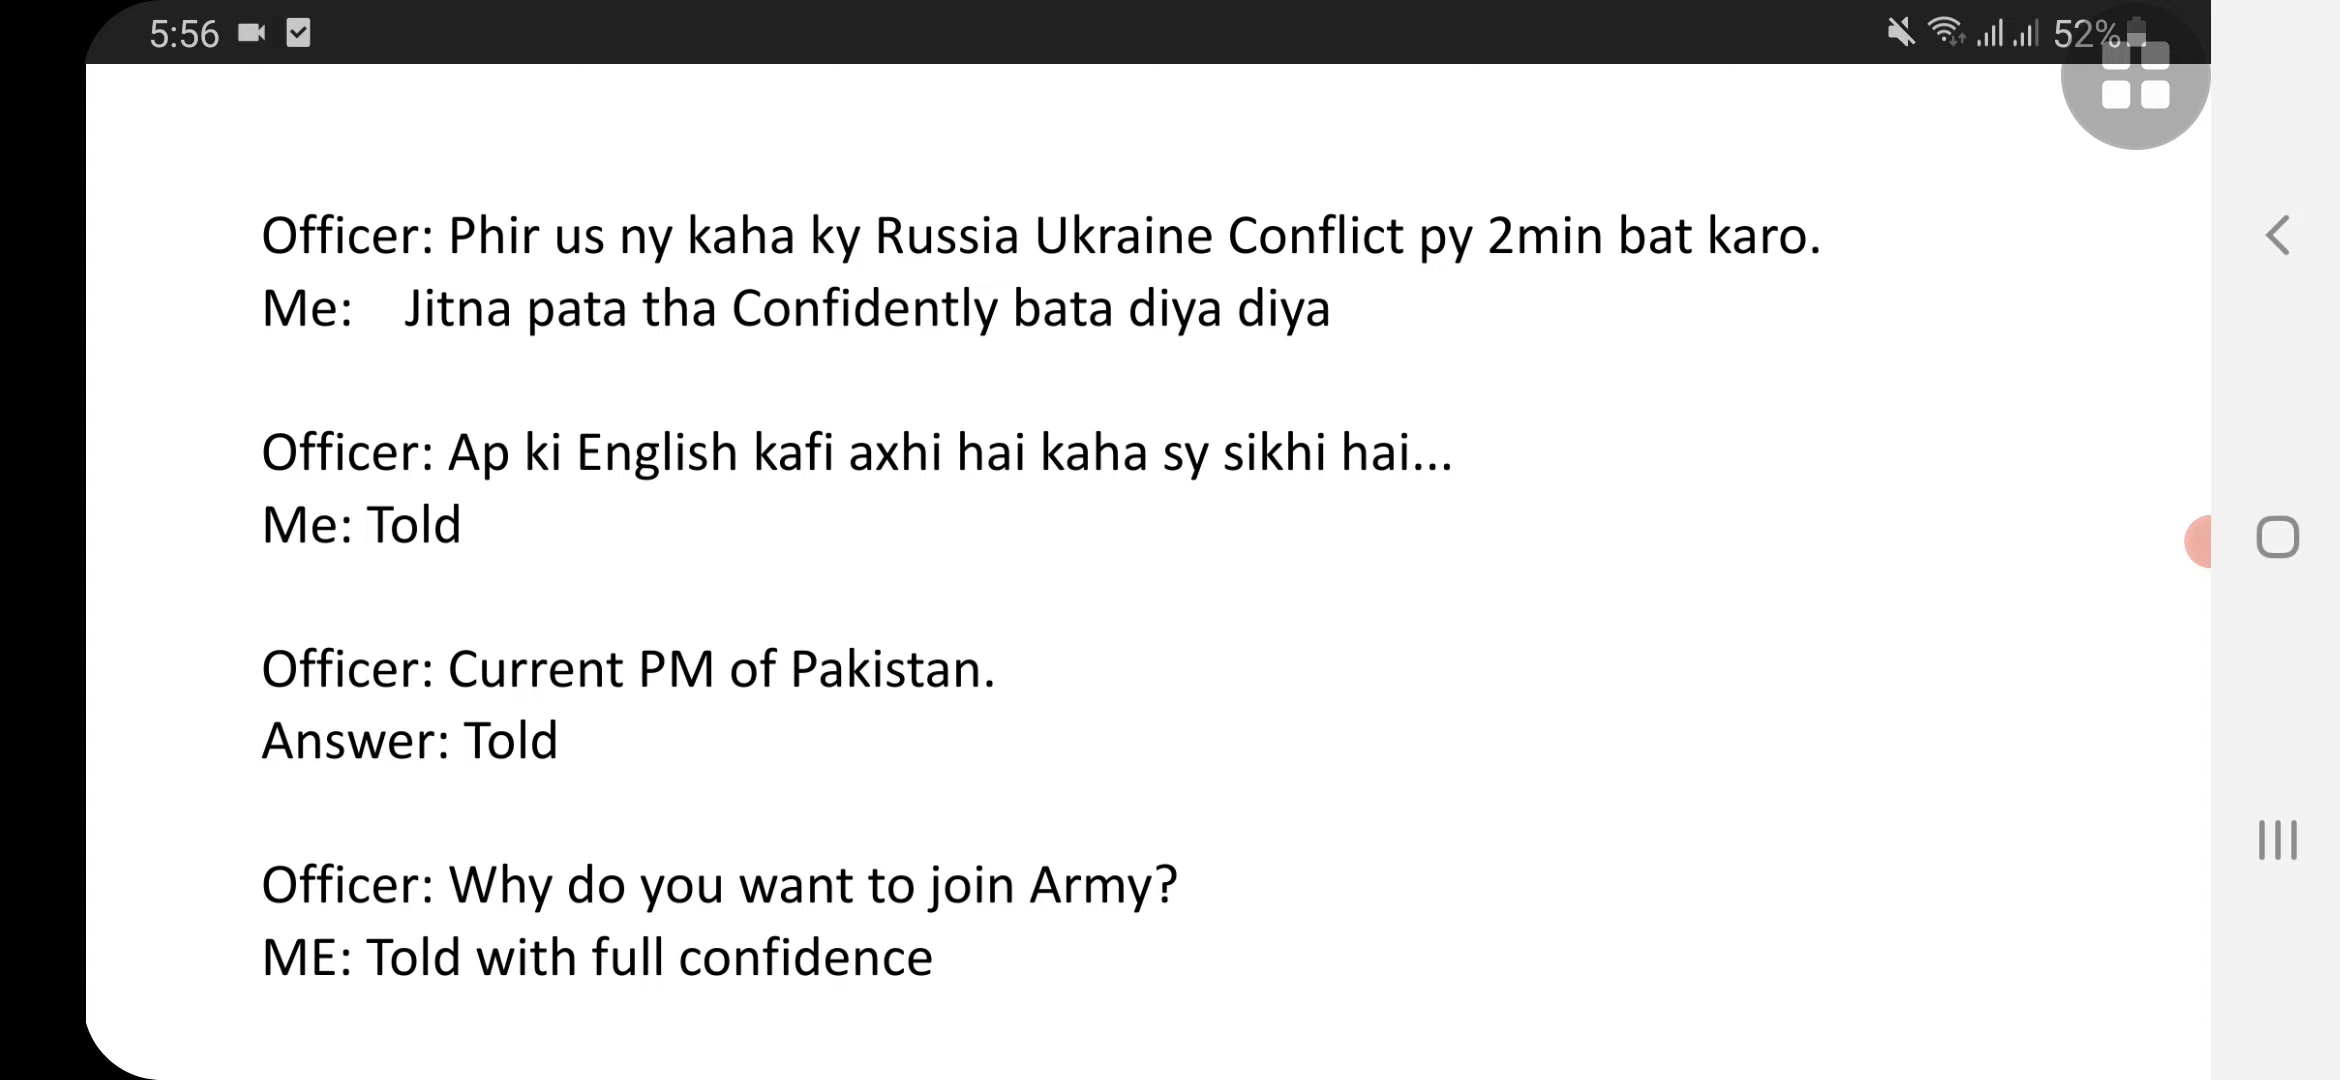 5:56
52%
Officer: Phir us ny kaha ky Russia Ukraine Conflict py 2min bat karo.
Me: Jitna pata tha Confidently bata diya diya
Officer: Ap ki English kafi axhi hai kaha sy sikhi hai...
Me: Told
Officer: Current PM of Pakistan.
Answer: Told
Officer: Why do you want to join Army?
ME: Told with full confidence